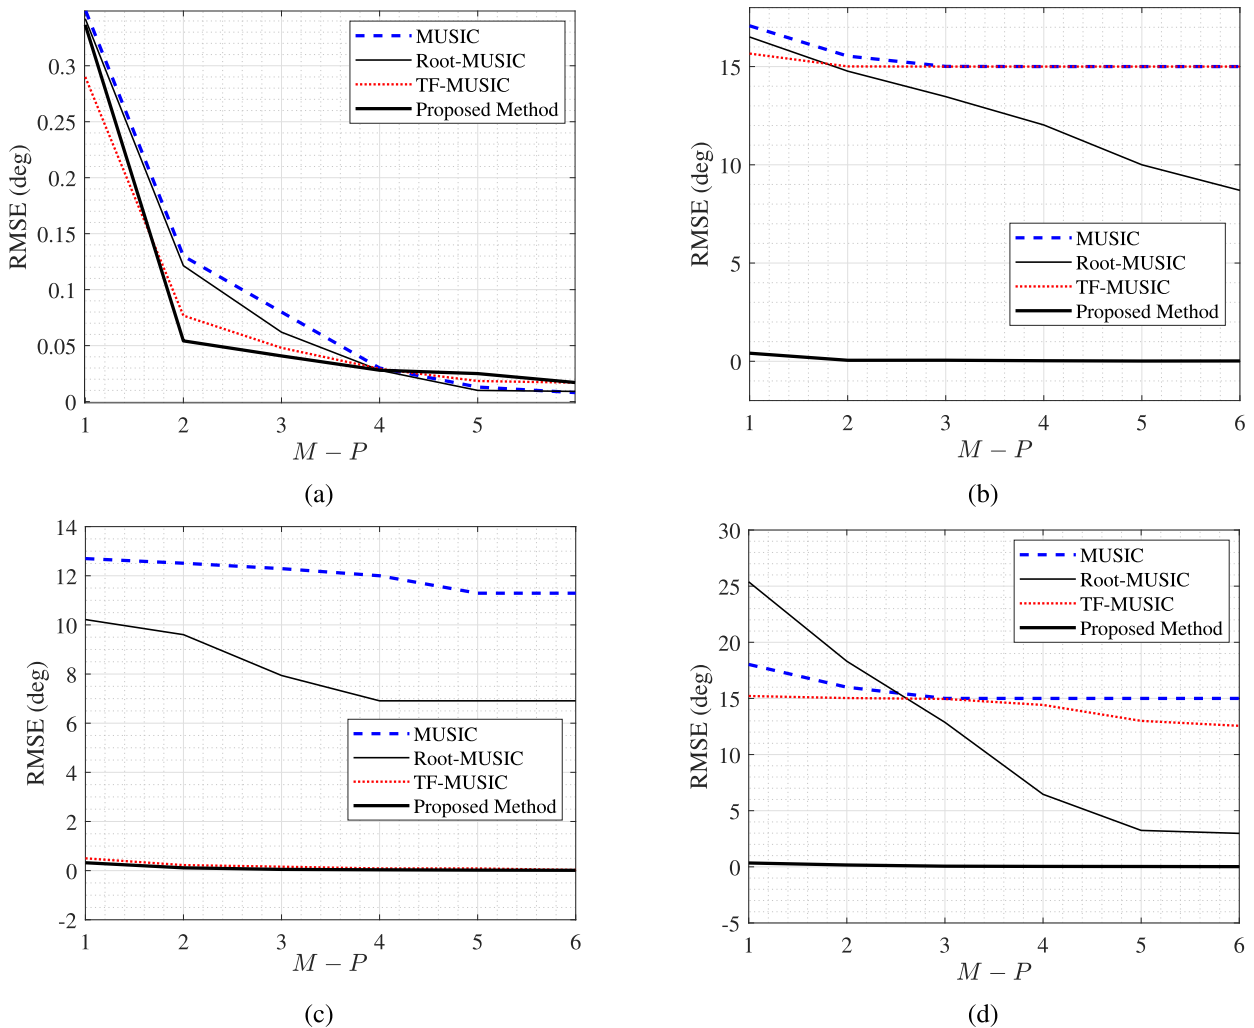 MUSIC
Root-MUSIC
TF-MUSIC
Proposed Method
0.3
0.25
0.2
0.15
0.1
0.05
0
RMSE (deg)
1 2 3 4 5
M − P
(a)
15
10
5
0
RMSE (deg)
MUSIC
Root-MUSIC
TF-MUSIC
Proposed Method
1 2 3 4 5 6
M − P
(b)
14
12
10
8
6
4
2
0
-2
RMSE (deg)
MUSIC
Root-MUSIC
TF-MUSIC
Proposed Method
1 2 3 4 5 6
M − P
(c)
30
25
20
15
10
5
0
-5
RMSE (deg)
MUSIC
Root-MUSIC
TF-MUSIC
Proposed Method
1 2 3 4 5 6
M − P
(d)